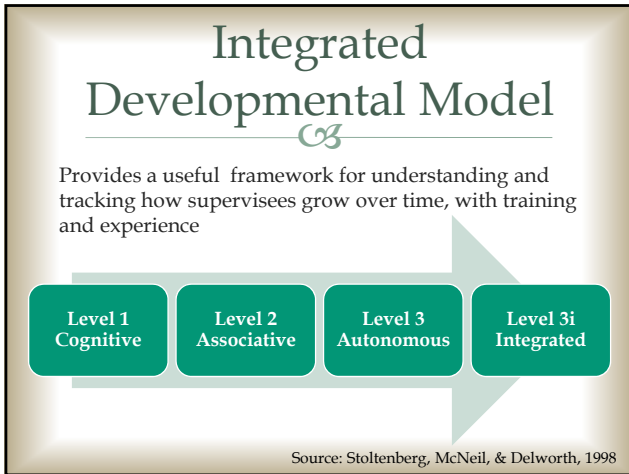 Integrated
Developmental Model
Provides a useful framework for understanding and
tracking how supervisees grow over time, with training
and experience
Level 1
Cognitive
Level 2
Associative
Level 3
Autonomous
Level 3i
Integrated
Source: Stoltenberg, McNeil, & Delworth, 1998